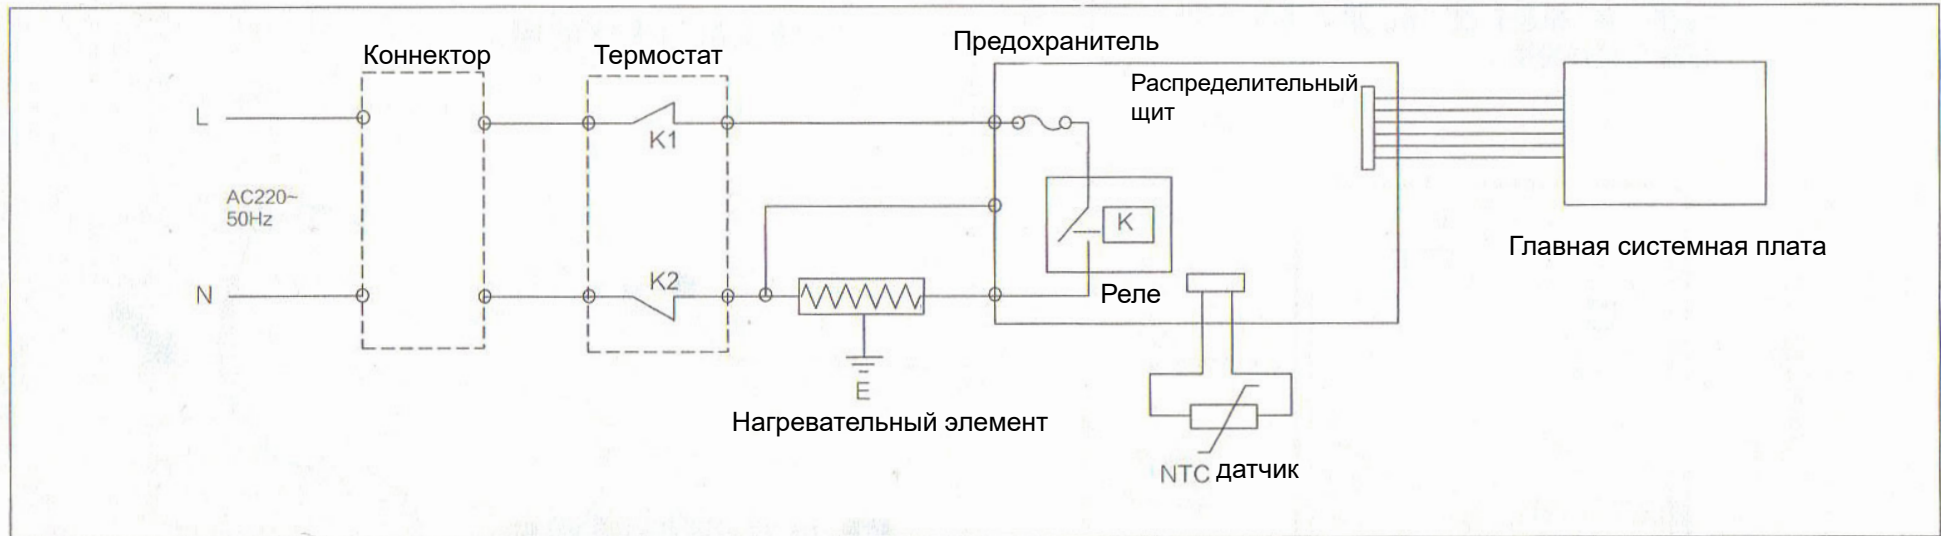 Коннектор
Термостат
Предохранитель
Распределительный
щит
L
K1
AC220~
50Hz
K
Главная системная плата
K2
N
Реле
E
Нагревательный элемент
NTC датчик